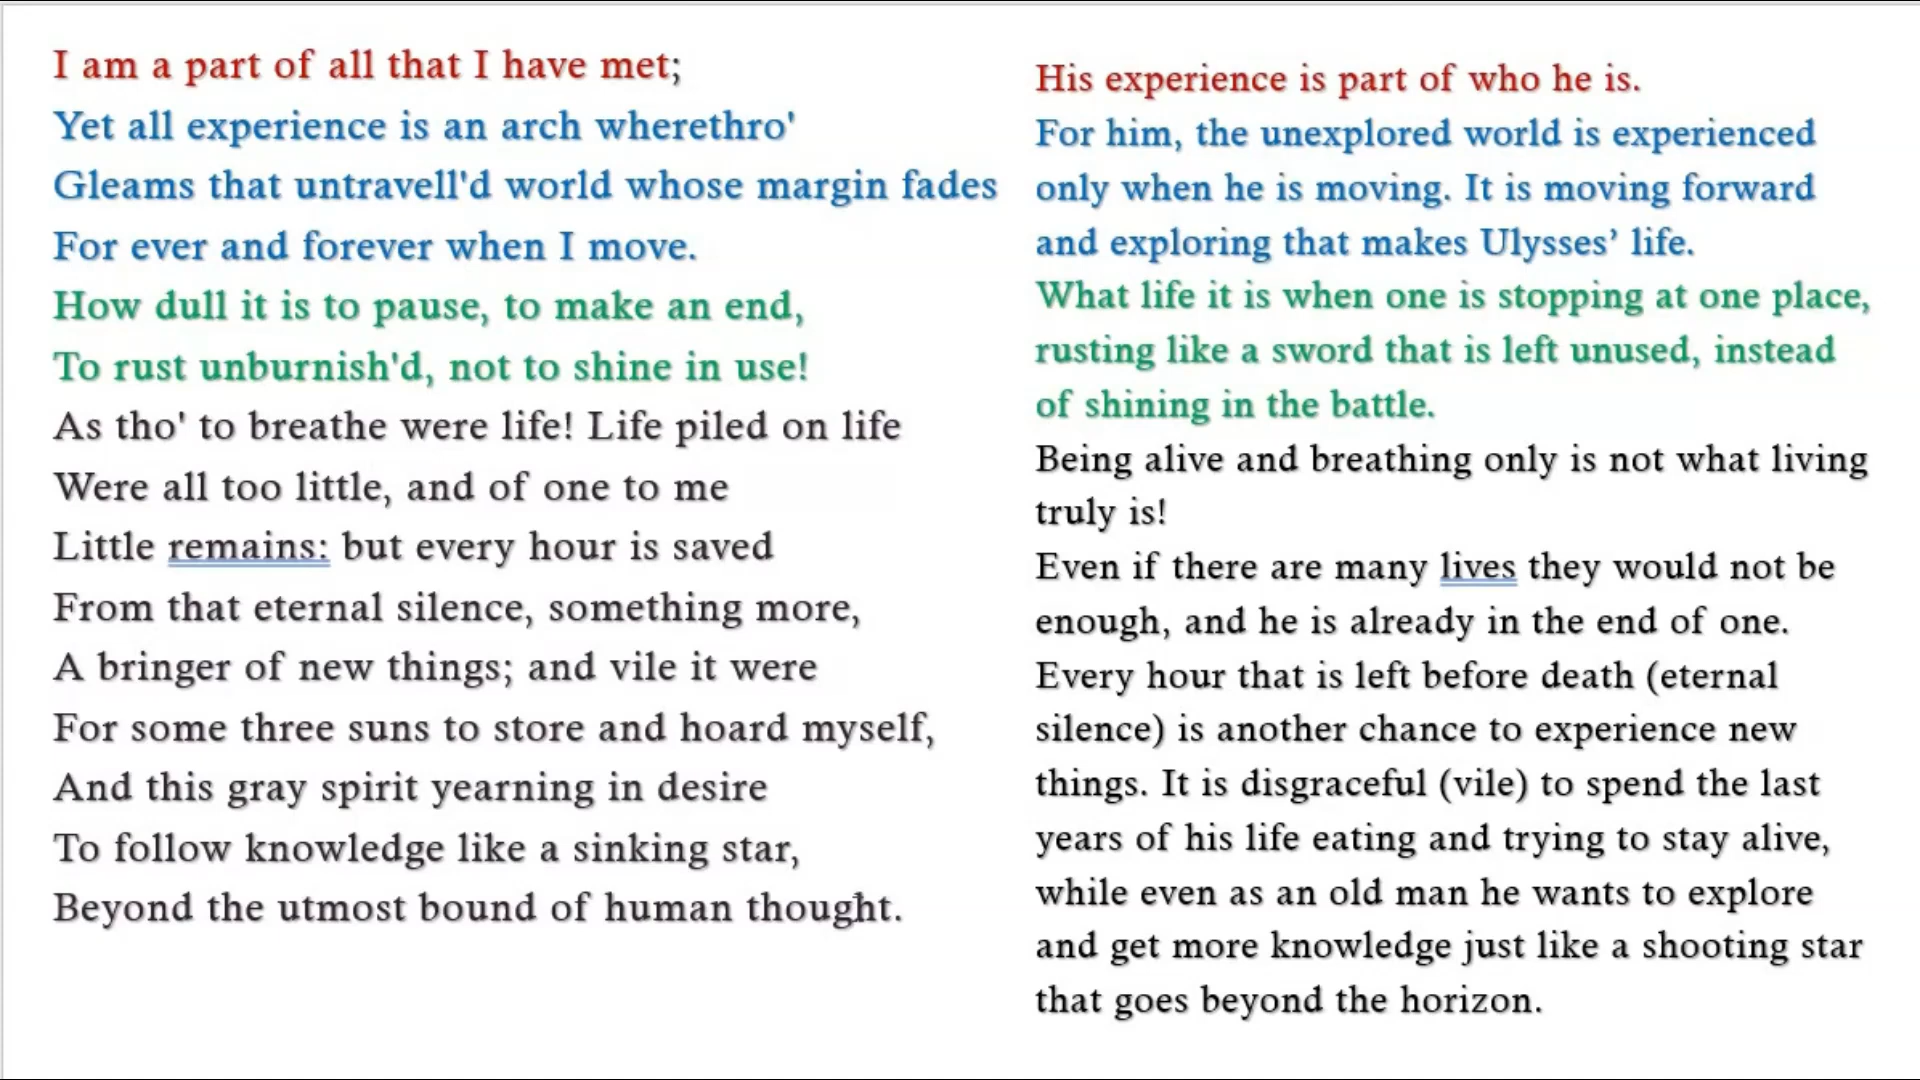 I am a part of all that I have met;
Yet all experience is an arch wherethro'
Gleams that untravell'd world whose margin fades
For ever and forever when I move.
How dull it is to pause, to make an end,
To rust unburnish'd, not to shine in use!
As tho' to breathe were life! Life piled on life
Were all too little, and of one to me
Little remains: but every hour is saved
From that eternal silence, something more,
A bringer of new things; and vile it were
For some three suns to store and hoard myself,
And this gray spirit yearning in desire
To follow knowledge like a sinking star,
Beyond the utmost bound of human thought.
His experience is part of who he is.
For him, the unexplored world is experienced
only when he is moving. It is moving forward
and exploring that makes Ulysses’ life.
What life it is when one is stopping at one place,
rusting like a sword that is left unused, instead
of shining in the battle.
Being alive and breathing only is not what living
truly is!
Even if there are many lives they would not be
enough, and he is already in the end of one.
Every hour that is left before death (eternal
silence) is another chance to experience new
things. It is disgraceful (vile) to spend the last
years of his life eating and trying to stay alive,
while even as an old man he wants to explore
and get more knowledge just like a shooting star
that goes beyond the horizon.